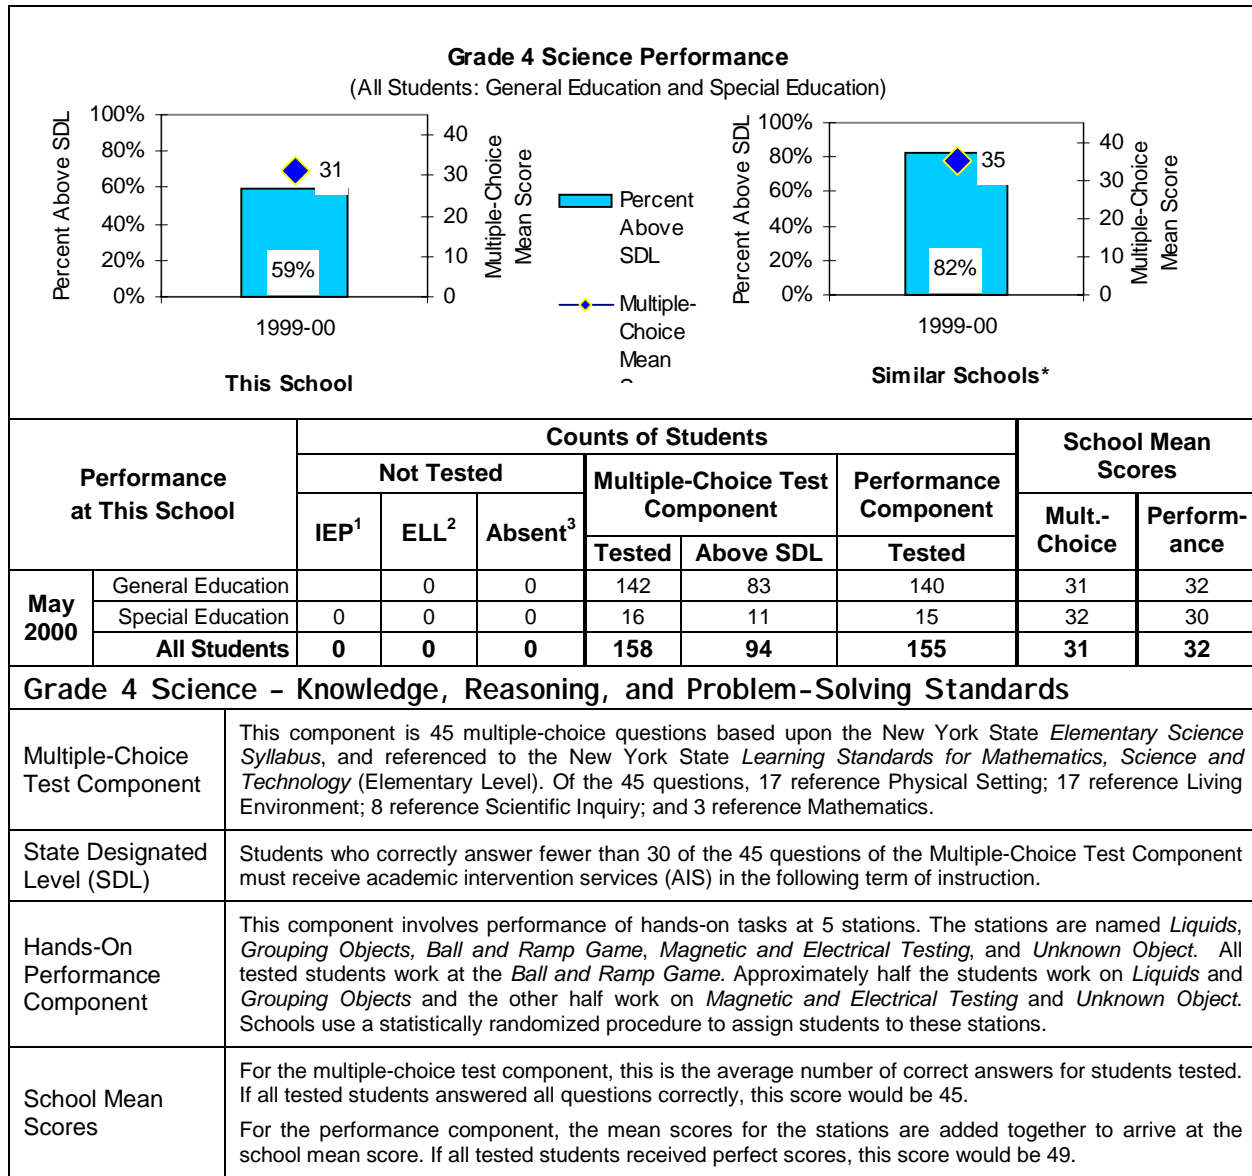 Grade 4 Science Performance
(All Students: General Education and Special Education)
Percent Above SDL
100%
80%
60%
40%
20%
0%
31
59%
40
30
20
10
0
Multiple-Choice
Mean Score
1999-00
This School
Percent
Above
SDL
Multiple-
Choice
Mean
Percent Above SDL
100%
80%
60%
40%
20%
0%
35
82%
40
30
20
10
0
Multiple-Choice
Mean Score
1999-00
Similar Schools*
Performance
at This School
Counts of Students
School Mean
Scores
Not Tested
Multiple-Choice Test
Component
Performance
Component
IEP1
ELL2
Absent3
Tested
Above SDL
Tested
Mult.-
Choice
Perform-
ance
May
2000
General Education 0 0 142 83 140 31 32
Special Education 0 0 0 16 11 15 32 30
All Students 0 0 0 158 94 155 31 32
Grade 4 Science – Knowledge, Reasoning, and Problem-Solving Standards
Multiple-Choice
Test Component
This component is 45 multiple-choice questions based upon the New York State Elementary Science
Syllabus, and referenced to the New York State Learning Standards for Mathematics, Science and
Technology (Elementary Level). Of the 45 questions, 17 reference Physical Setting; 17 reference Living
Environment; 8 reference Scientific Inquiry; and 3 reference Mathematics.
State Designated
Level (SDL)
Students who correctly answer fewer than 30 of the 45 questions of the Multiple-Choice Test Component
must receive academic intervention services (AIS) in the following term of instruction.
Hands-On
Performance
Component
This component involves performance of hands-on tasks at 5 stations. The stations are named Liquids,
Grouping Objects, Ball and Ramp Game, Magnetic and Electrical Testing, and Unknown Object. All
tested students work at the Ball and Ramp Game. Approximately half the students work on Liquids and
Grouping Objects and the other half work on Magnetic and Electrical Testing and Unknown Object.
Schools use a statistically randomized procedure to assign students to these stations.
School Mean
Scores
For the multiple-choice test component, this is the average number of correct answers for students tested.
If all tested students answered all questions correctly, this score would be 45.
For the performance component, the mean scores for the stations are added together to arrive at the
school mean score. If all tested students received perfect scores, this score would be 49.